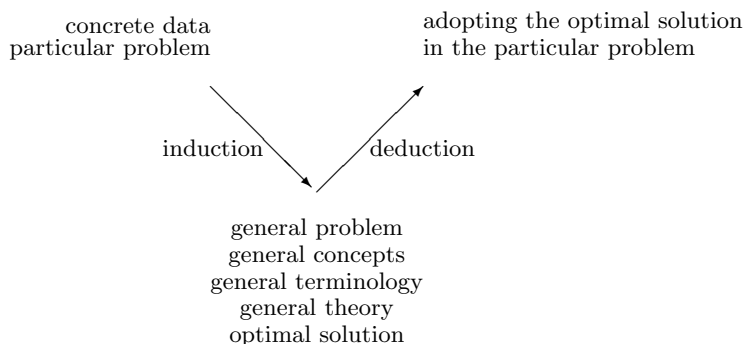 concrete data
particular problem
adopting the optimal solution
in the particular problem
induction
deduction
general problem
general concepts
general terminology
general theory
optimal solution